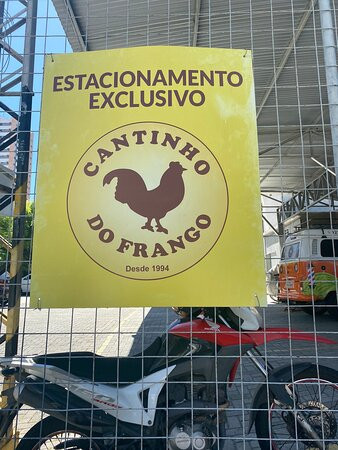 ESTACIONAMENTO
EXCLUSIVO
CANTINHO
DO FRANGO
Desde 1994